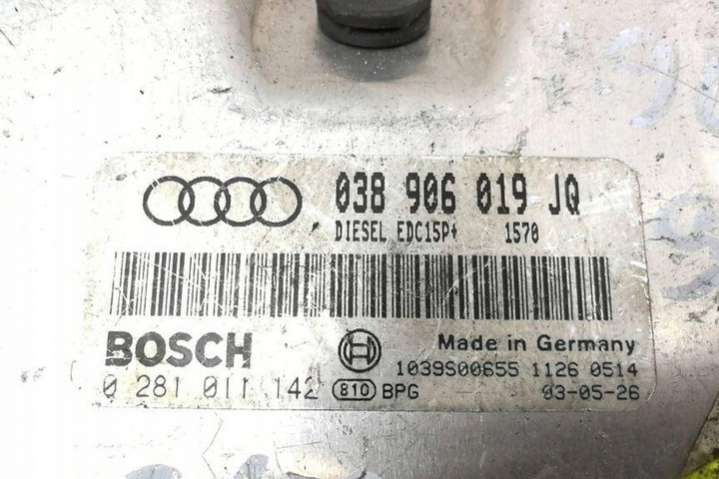 038 906 019 JQ
DIESEL EDC15P+ 1570
BOSCH
Made in Germany
1039S00655 1126 0514
0 281 011 142 810 BPG 03-05-26